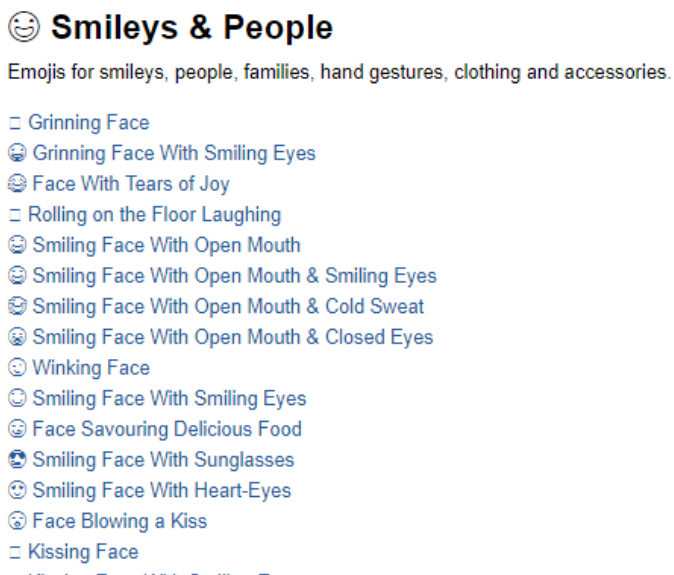 😃 Smileys & People
Emojis for smileys, people, families, hand gestures, clothing and accessories.
□ Grinning Face
😁 Grinning Face With Smiling Eyes
😂 Face With Tears of Joy
□ Rolling on the Floor Laughing
😃 Smiling Face With Open Mouth
😄 Smiling Face With Open Mouth & Smiling Eyes
😅 Smiling Face With Open Mouth & Cold Sweat
😆 Smiling Face With Open Mouth & Closed Eyes
😉 Winking Face
😊 Smiling Face With Smiling Eyes
😋 Face Savouring Delicious Food
😎 Smiling Face With Sunglasses
😍 Smiling Face With Heart-Eyes
😘 Face Blowing a Kiss
□ Kissing Face